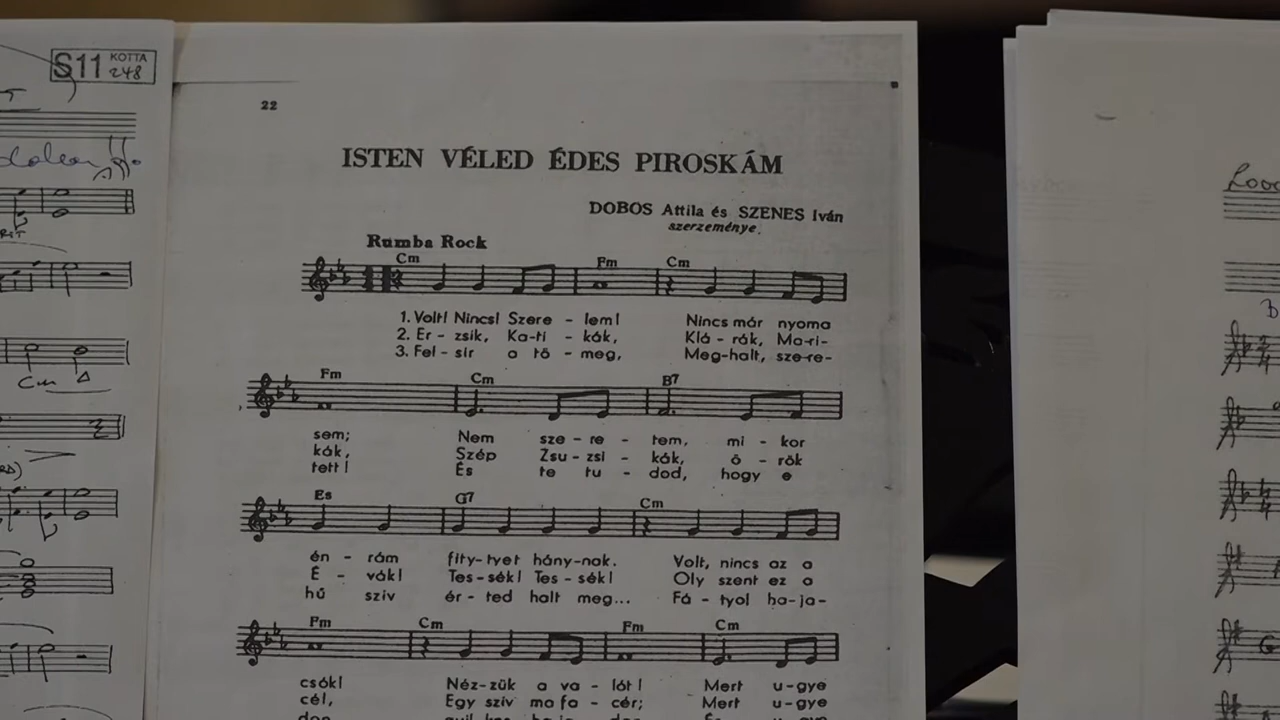 S11 KOTTA
248
22
ISTEN VÉLED ÉDES PIROSKÁM
DOBOS Attila és SZENES Iván
szerzeménye.
Rumba Rock
Cm Fm Cm
1. Volt! Nincs! Szere - lem! Nincs már nyoma
2. Er - zsik, Ka-ti - kák, Klá - rák, Ma-ri-
3. Fel - sír a tö - meg, Meg-halt, sze-re-
Fm Cm B7
sem; Nem sze - re - tem, mi - kor
kák, Szép Zsu - zsi - kák, ö - rök
tett! És te tu - dod, hogy e
Es G7 Cm
én - rám fity-tyet hány-nak. Volt, nincs az a
É - vák! Tes-sék! Tes - sék! Oly szent ez a
hű szív ér - ted halt meg... Fá - tyol ha-ja-
Fm Cm Fm Cm
csók! Néz-zük a va - lót! Mert u-gye
cél, Egy szív ma fa - cér; Mert u-gye
Cm